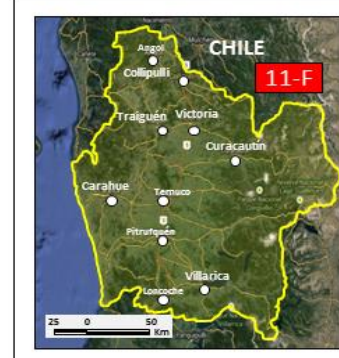 CHILE
Angol
Collipulli
11-F
Traiguén Victoria
Curacautín
Carahue Temuco
Pitrufquén
Villarica
Loncoche
25 0 50
Km